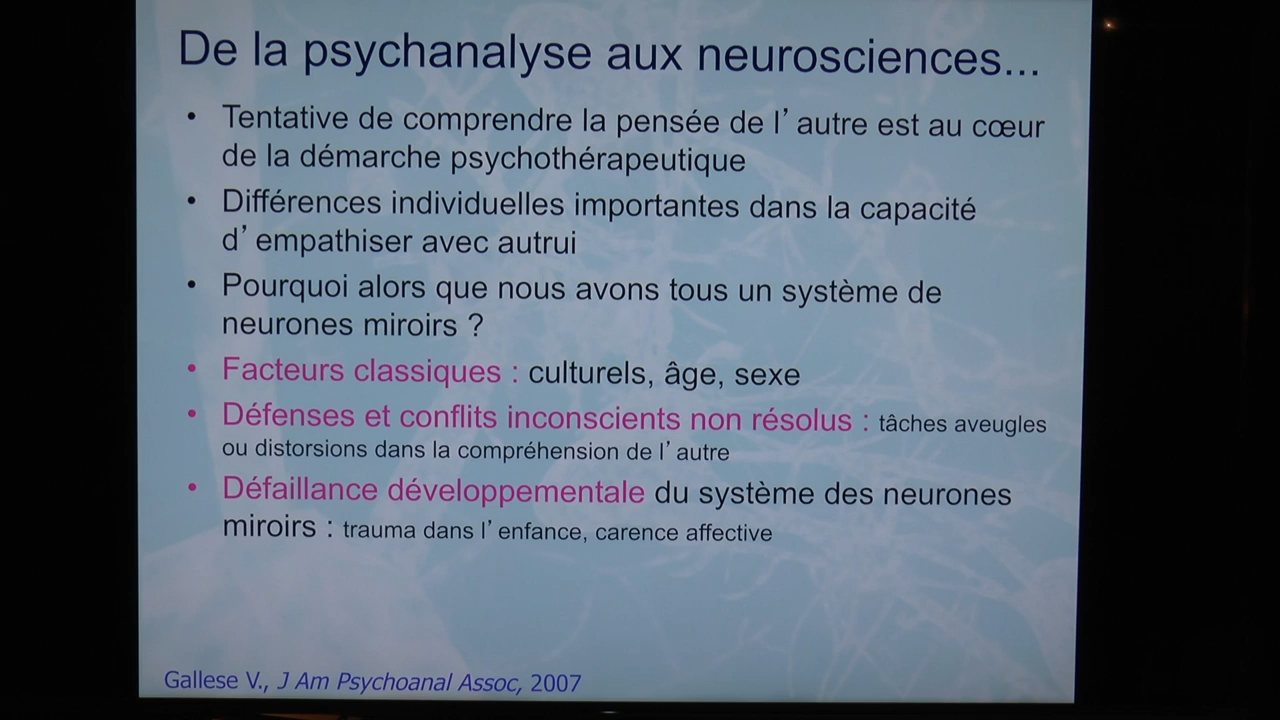 De la psychanalyse aux neurosciences...
• Tentative de comprendre la pensée de l’ autre est au cœur
de la démarche psychothérapeutique
• Différences individuelles importantes dans la capacité
d’ empathiser avec autrui
• Pourquoi alors que nous avons tous un système de
neurones miroirs ?
• Facteurs classiques : culturels, âge, sexe
• Défenses et conflits inconscients non résolus : tâches aveugles
ou distorsions dans la compréhension de l’ autre
• Défaillance développementale du système des neurones
miroirs : trauma dans l’ enfance, carence affective
Gallese V., J Am Psychoanal Assoc, 2007